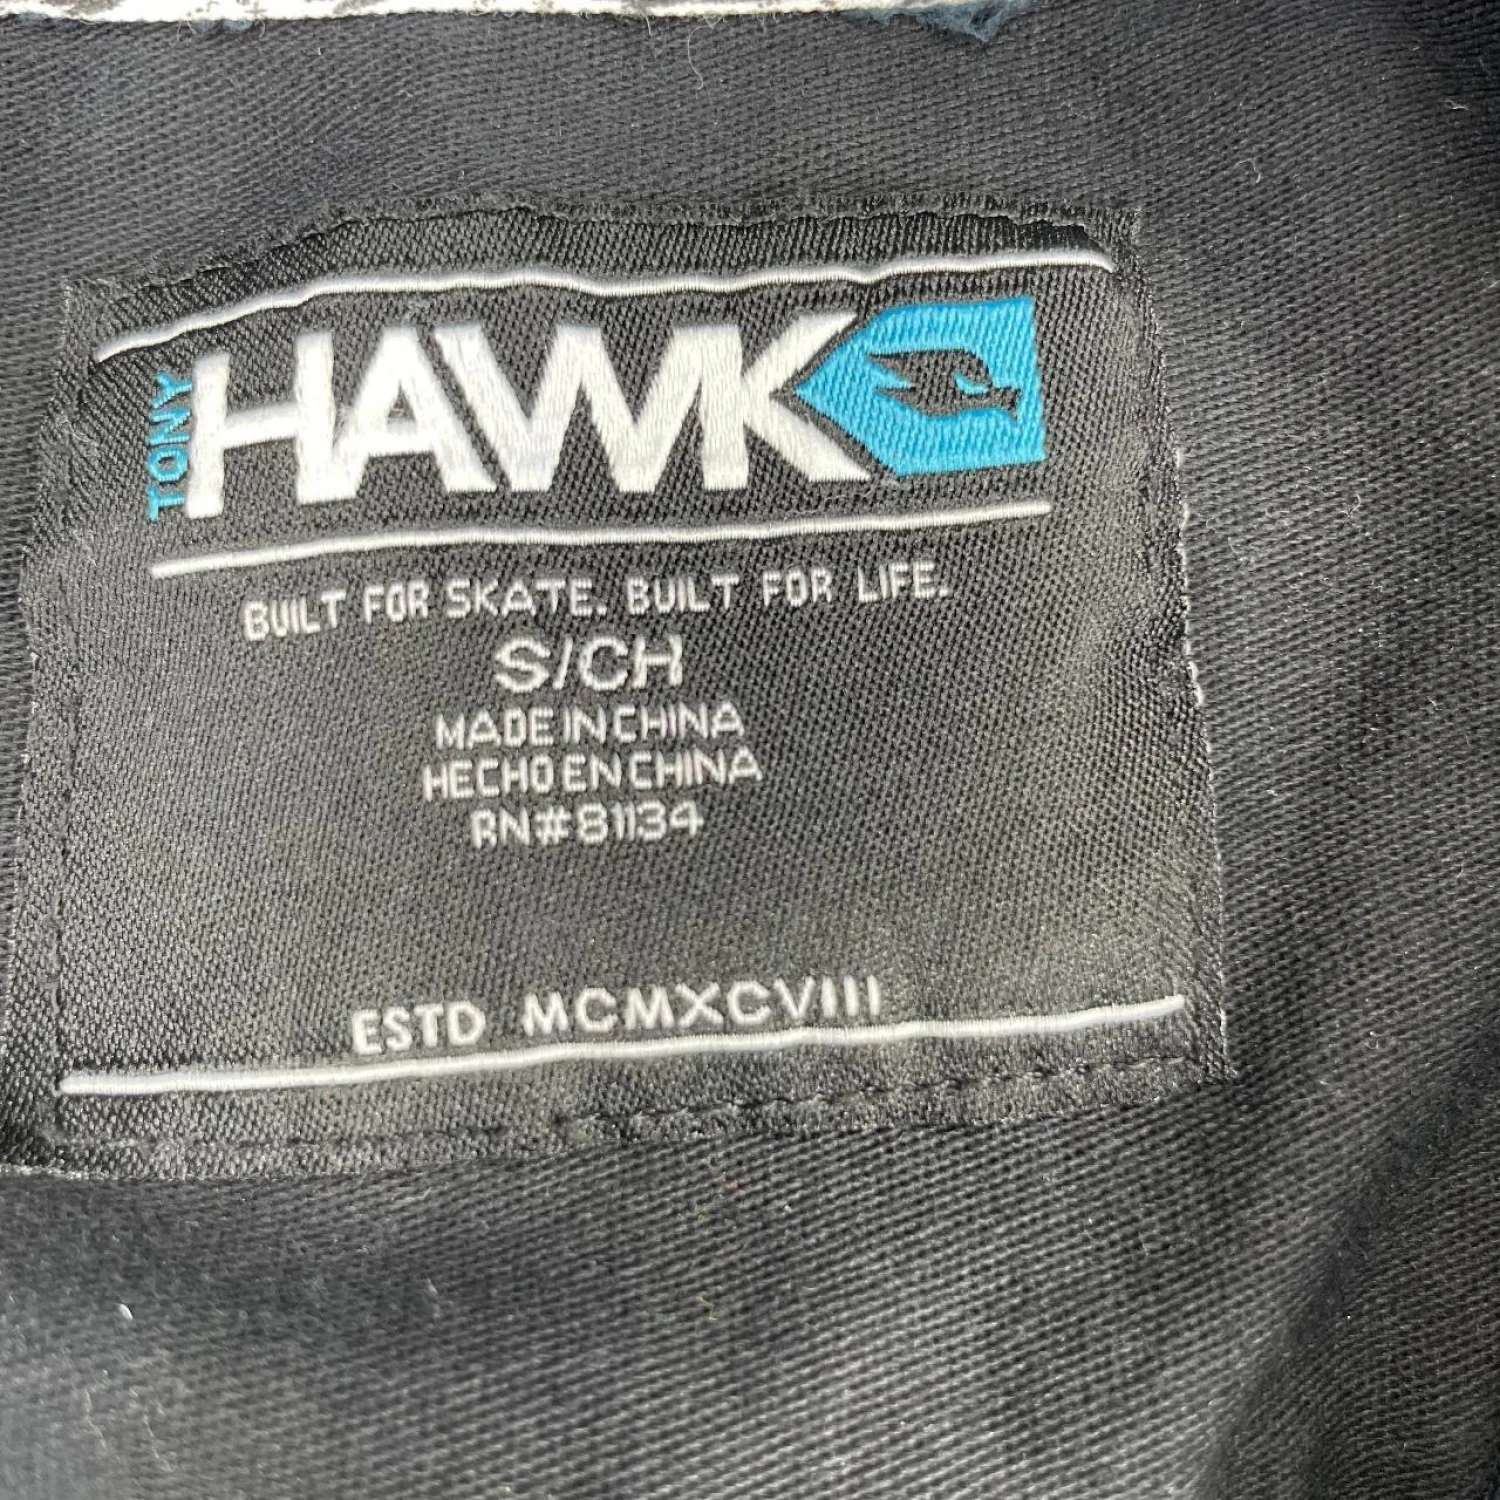 TONY HAWK
BUILT FOR SKATE. BUILT FOR LIFE.
S/CH
MADE IN CHINA
HECHO EN CHINA
RN#81134
ESTD MCMXCVIII